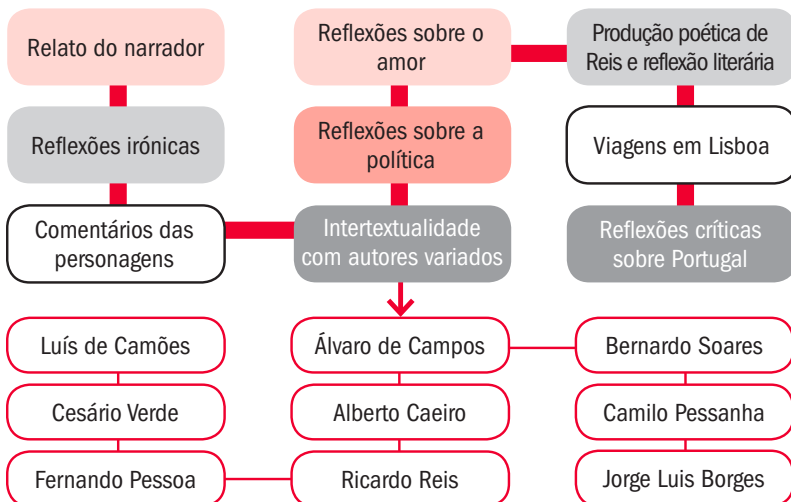 Relato do narrador
Reflexões sobre o
amor
Produção poética de
Reis e reflexão literária
Reflexões irónicas
Reflexões sobre a
política
Viagens em Lisboa
Comentários das
personagens
Intertextualidade
com autores variados
Reflexões críticas
sobre Portugal
Luís de Camões
Álvaro de Campos
Bernardo Soares
Cesário Verde
Alberto Caeiro
Camilo Pessanha
Fernando Pessoa
Ricardo Reis
Jorge Luis Borges